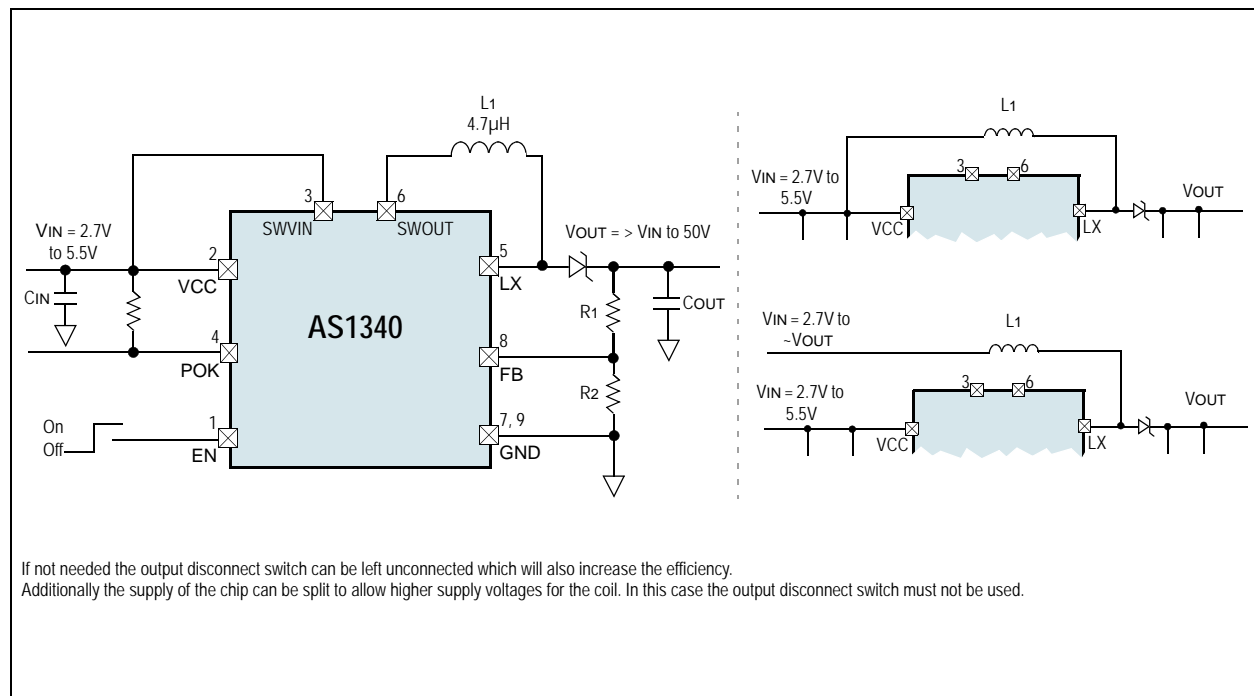 L1
4.7µH
3
6
SWVIN
SWOUT
VIN = 2.7V
to 5.5V
2
VCC
CIN
VOUT = > VIN to 50V
5
LX
R1
COUT
AS1340
4
POK
8
FB
R2
On
Off
1
EN
7, 9
GND
L1
3
6
VIN = 2.7V to
5.5V
VCC
LX
VOUT
VIN = 2.7V to
~VOUT
L1
3
6
VIN = 2.7V to
5.5V
VCC
LX
VOUT
If not needed the output disconnect switch can be left unconnected which will also increase the efficiency.
Additionally the supply of the chip can be split to allow higher supply voltages for the coil. In this case the output disconnect switch must not be used.